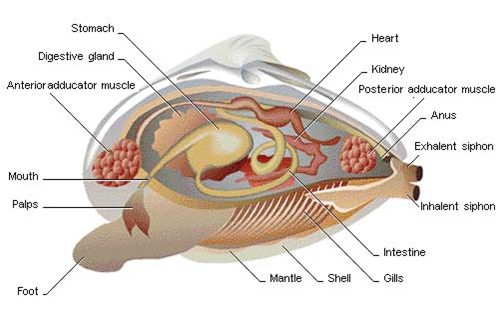 Stomach
Heart
Digestive gland
Kidney
Anterioradducator muscle
Posterior adducator muscle
Anus
Exhalent siphon
Mouth
Palps
Inhalent siphon
Intestine
Mantle
Shell
Gills
Foot